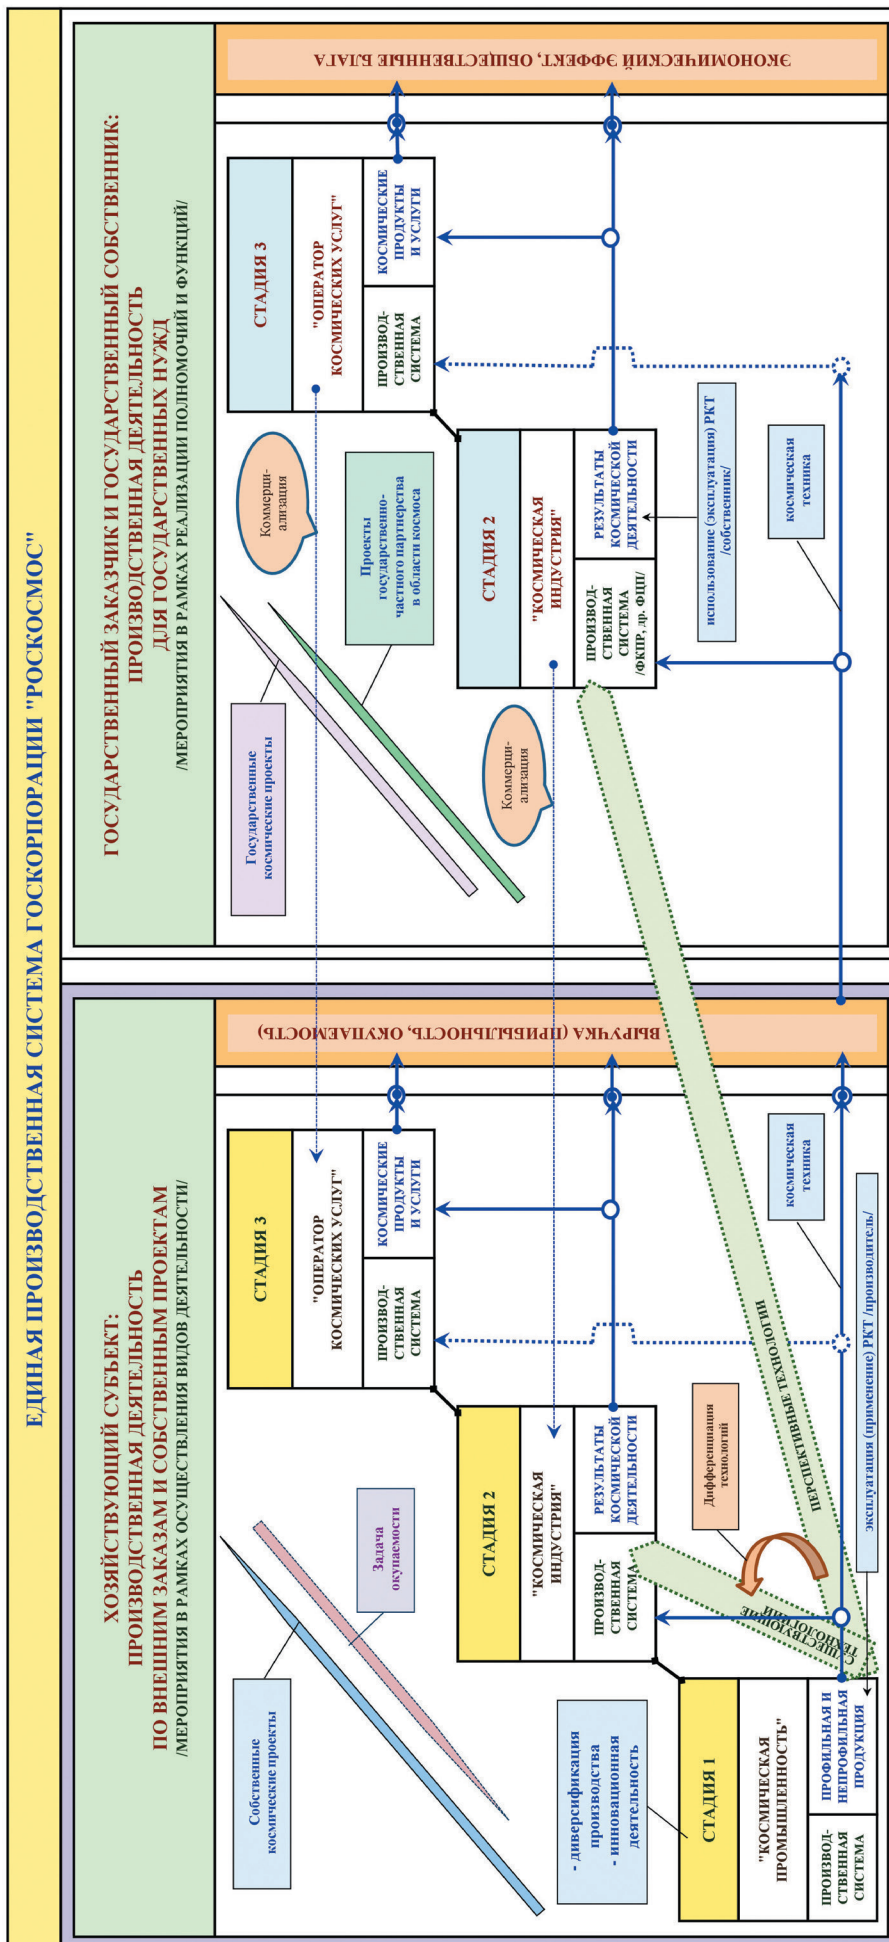 ЕДИНАЯ ПРОИЗВОДСТВЕННАЯ СИСТЕМА ГОСКОРПОРАЦИИ "РОСКОСМОС"
ХОЗЯЙСТВУЮЩИЙ СУБЪЕКТ:
ПРОИЗВОДСТВЕННАЯ ДЕЯТЕЛЬНОСТЬ
ПО ВНЕШНИМ ЗАКАЗАМ И СОБСТВЕННЫМ ПРОЕКТАМ
/МЕРОПРИЯТИЯ В РАМКАХ ОСУЩЕСТВЛЕНИЯ ВИДОВ ДЕЯТЕЛЬНОСТИ/
Собственные
космические проекты
Задача
окупаемости
СТАДИЯ 3
"ОПЕРАТОР
КОСМИЧЕСКИХ УСЛУГ"
ПРОИЗВОД-
СТВЕННАЯ
СИСТЕМА
КОСМИЧЕСКИЕ
ПРОДУКТЫ
И УСЛУГИ
СТАДИЯ 2
"КОСМИЧЕСКАЯ
ИНДУСТРИЯ"
ПРОИЗВОД-
СТВЕННАЯ
СИСТЕМА
РЕЗУЛЬТАТЫ
КОСМИЧЕСКОЙ
ДЕЯТЕЛЬНОСТИ
- диверсификация
производства
- инновационная
деятельность
СТАДИЯ 1
"КОСМИЧЕСКАЯ
ПРОМЫШЛЕННОСТЬ"
ПРОИЗВОД-
СТВЕННАЯ
СИСТЕМА
ПРОФИЛЬНАЯ И
НЕПРОФИЛЬНАЯ
ПРОДУКЦИЯ
СУЩЕСТВУЮЩИЕ
ТЕХНОЛОГИИ
Дифференциация
технологий
ПЕРСПЕКТИВНЫЕ ТЕХНОЛОГИИ
космическая
техника
эксплуатация (применение) РКТ /производитель/
ВЫРУЧКА (ПРИБЫЛЬНОСТЬ, ОКУПАЕМОСТЬ)
ГОСУДАРСТВЕННЫЙ ЗАКАЗЧИК И ГОСУДАРСТВЕННЫЙ СОБСТВЕННИК:
ПРОИЗВОДСТВЕННАЯ ДЕЯТЕЛЬНОСТЬ
ДЛЯ ГОСУДАРСТВЕННЫХ НУЖД
/МЕРОПРИЯТИЯ В РАМКАХ РЕАЛИЗАЦИИ ПОЛНОМОЧИЙ И ФУНКЦИЙ/
Государственные
космические проекты
Проекты
государственно-
частного партнерства
в области космоса
Коммерци-
ализация
Коммерци-
ализация
СТАДИЯ 3
"ОПЕРАТОР
КОСМИЧЕСКИХ УСЛУГ"
ПРОИЗВОД-
СТВЕННАЯ
СИСТЕМА
КОСМИЧЕСКИЕ
ПРОДУКТЫ
И УСЛУГИ
СТАДИЯ 2
"КОСМИЧЕСКАЯ
ИНДУСТРИЯ"
ПРОИЗВОД-
СТВЕННАЯ
СИСТЕМА
/ФКПР, др. ФЦП/
РЕЗУЛЬТАТЫ
КОСМИЧЕСКОЙ
ДЕЯТЕЛЬНОСТИ
использование (эксплуатация) РКТ
/собственник/
космическая
техника
ЭКОНОМИЧЕСКИЙ ЭФФЕКТ, ОБЩЕСТВЕННЫЕ БЛАГА